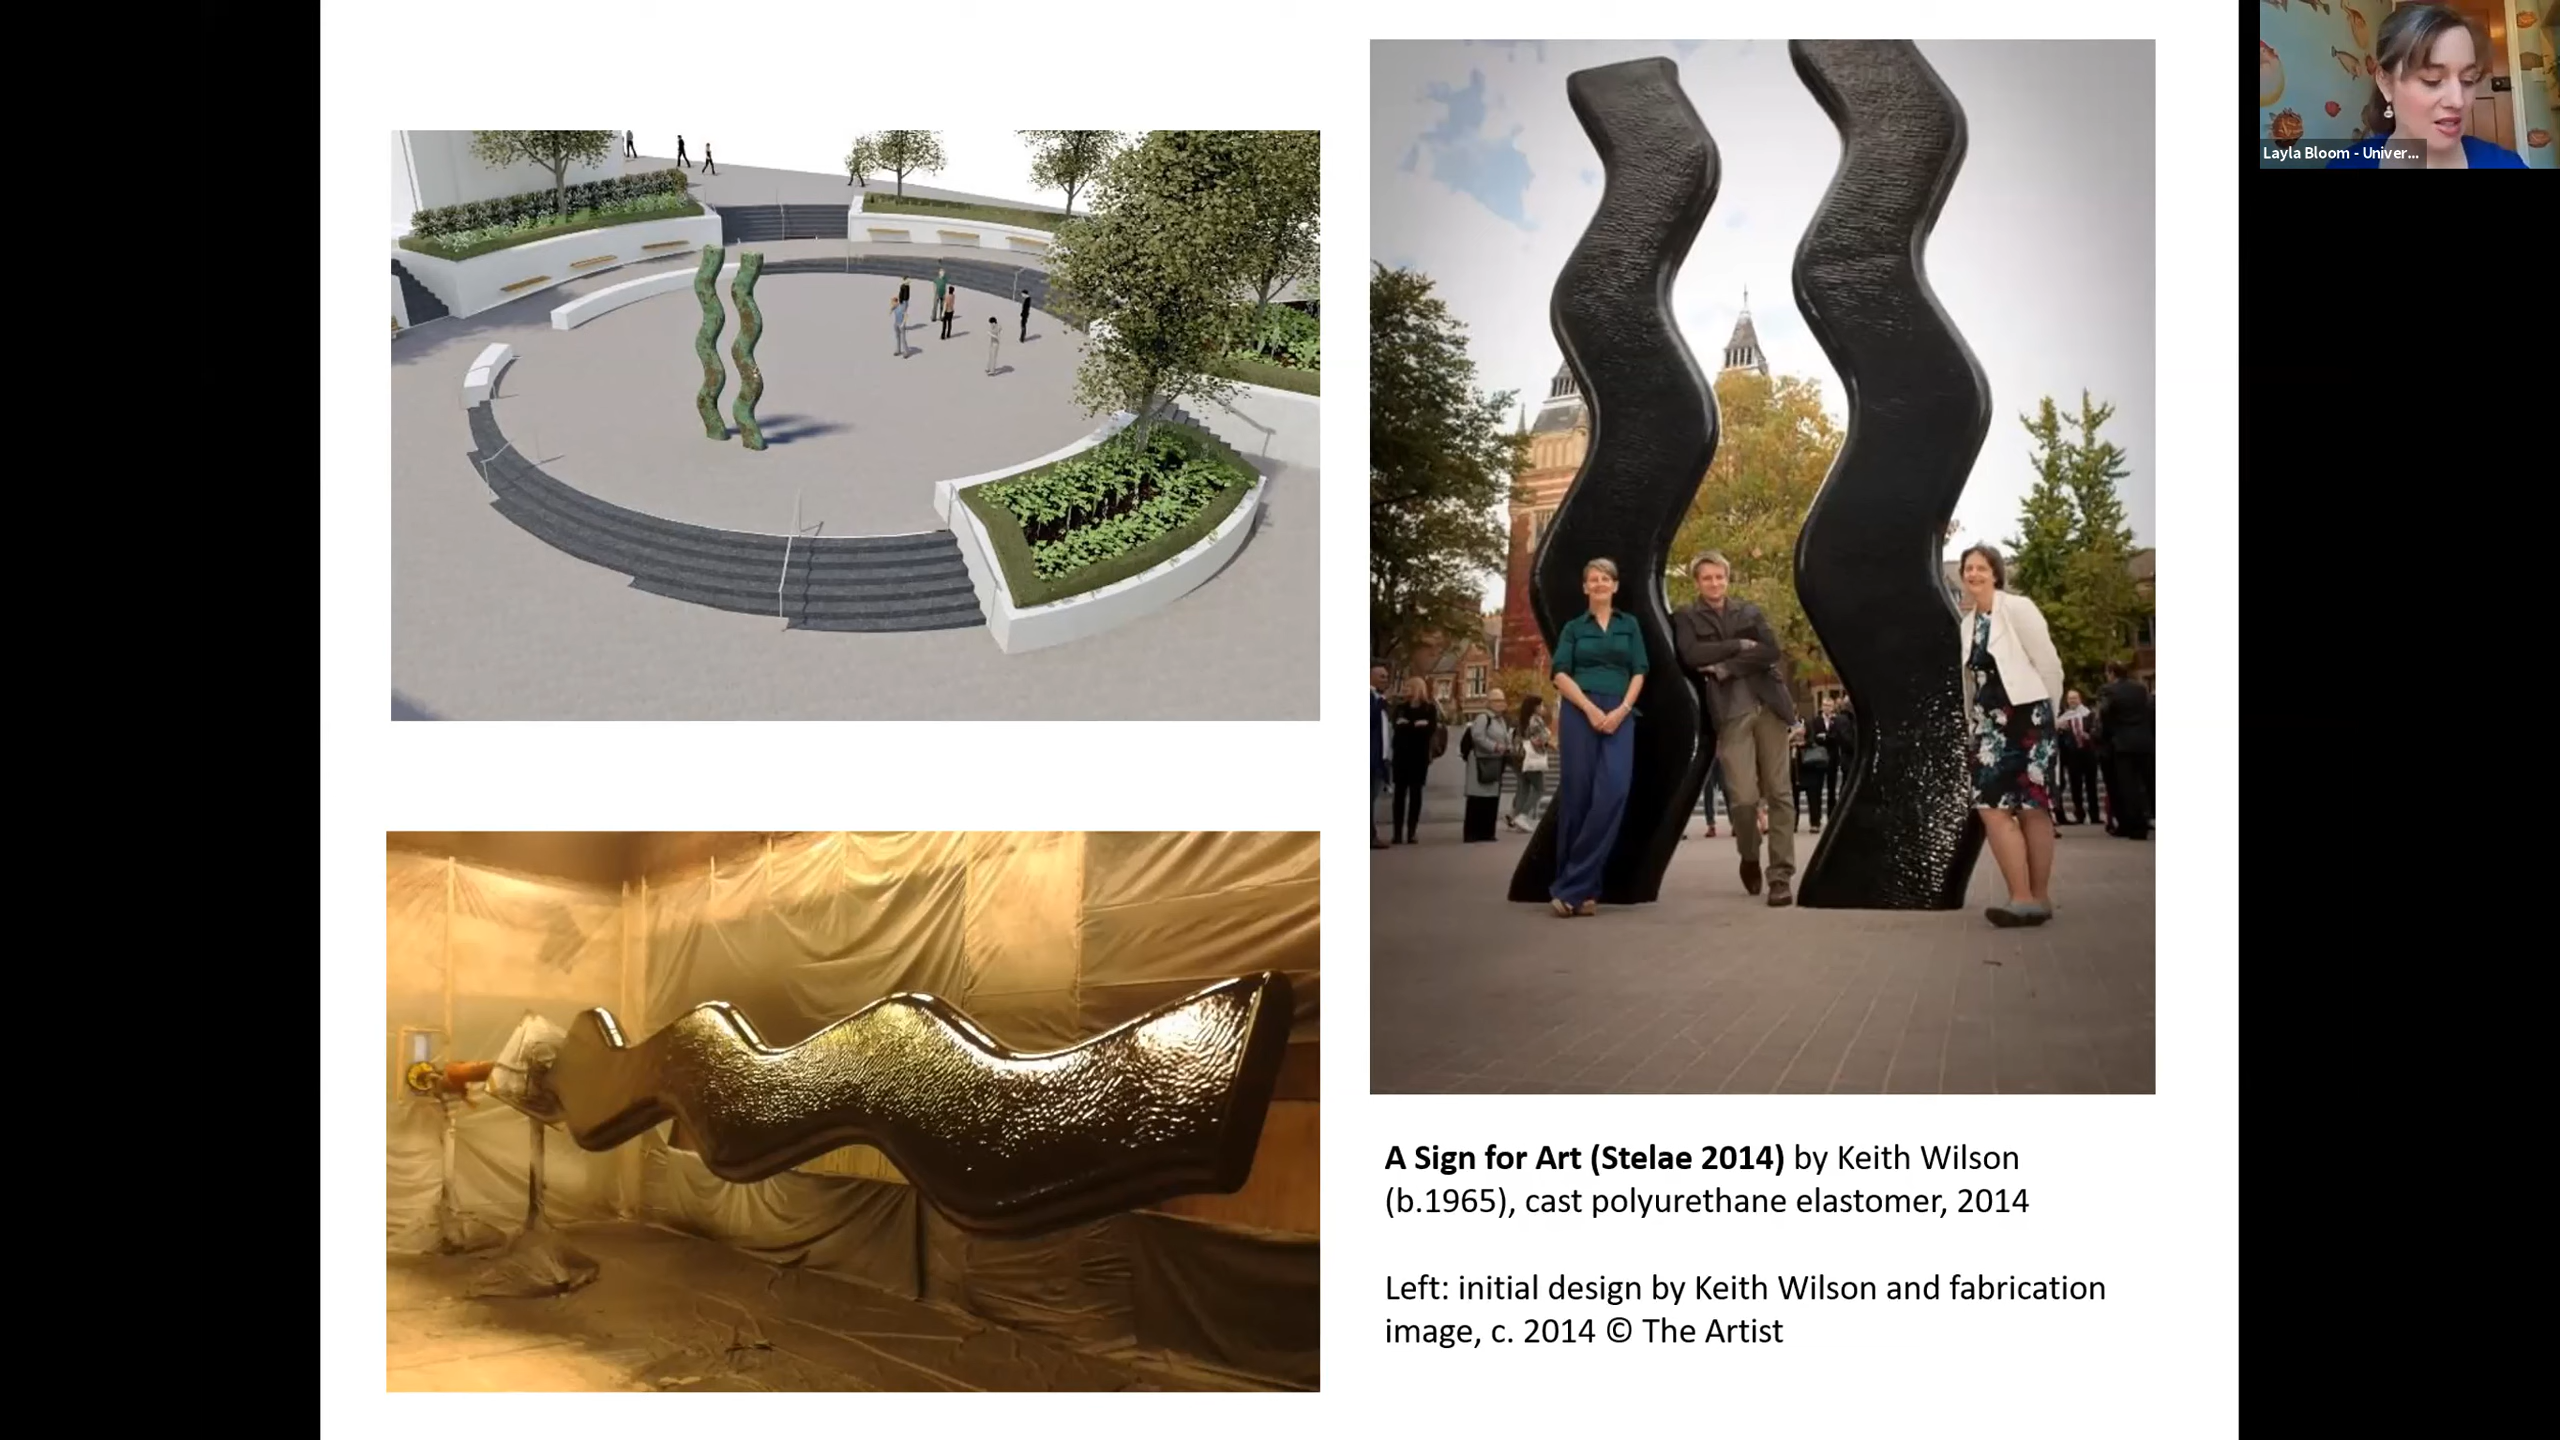 Layla Bloom - Univer...
A Sign for Art (Stelae 2014) by Keith Wilson
(b.1965), cast polyurethane elastomer, 2014
Left: initial design by Keith Wilson and fabrication
image, c. 2014 © The Artist